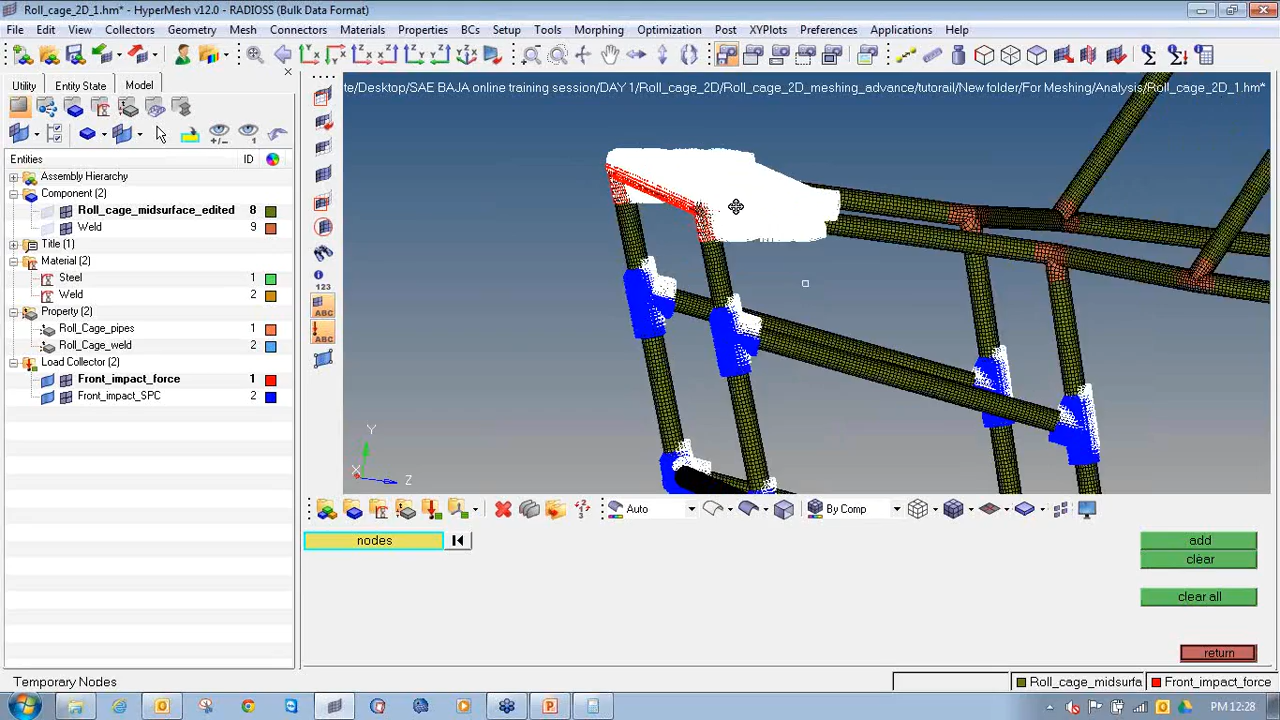 Roll_cage_2D_1.hm* - HyperMesh v12.0 - RADIOSS (Bulk Data Format)
File Edit View Collectors Geometry Mesh Connectors Materials Properties BCs Setup Tools Morphing Optimization Post XYPlots Preferences Applications Help
Utility Entity State Model
te/Desktop/SAE BAJA online training session/DAY 1/Roll_cage_2D/Roll_cage_2D_meshing_advance/tutorail/New folder/For Meshing/Analysis/Roll_cage_2D_1.hm*
Entities ID
Assembly Hierarchy
Component (2)
Roll_cage_midsurface_edited 8
Weld 9
Title (1)
Material (2)
Steel 1
Weld 2
Property (2)
Roll_Cage_pipes 1
Roll_Cage_weld 2
Load Collector (2)
Front_impact_force 1
Front_impact_SPC 2
123
ABC
ABC
Y
X
Z
Auto By Comp
nodes
add
clear
clear all
return
Temporary Nodes Roll_cage_midsurfa Front_impact_force
PM 12:28